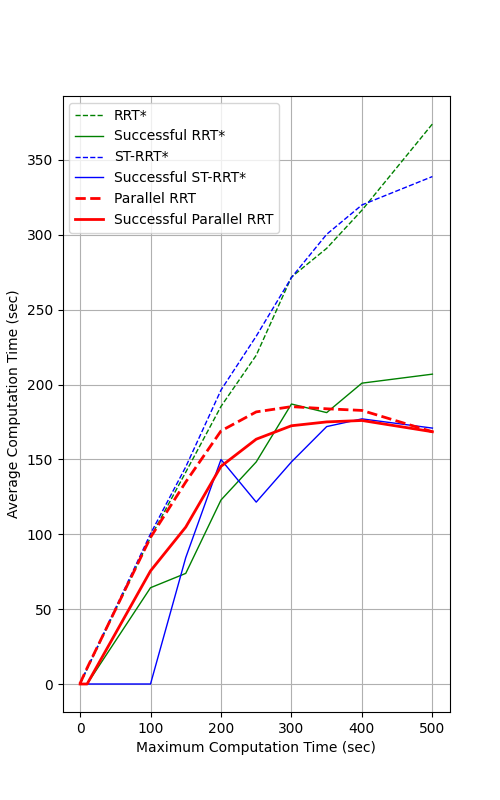 RRT*
Successful RRT*
ST-RRT*
Successful ST-RRT*
Parallel RRT
Successful Parallel RRT
350
300
250
200
150
100
50
0
Average Computation Time (sec)
0 100 200 300 400 500
Maximum Computation Time (sec)